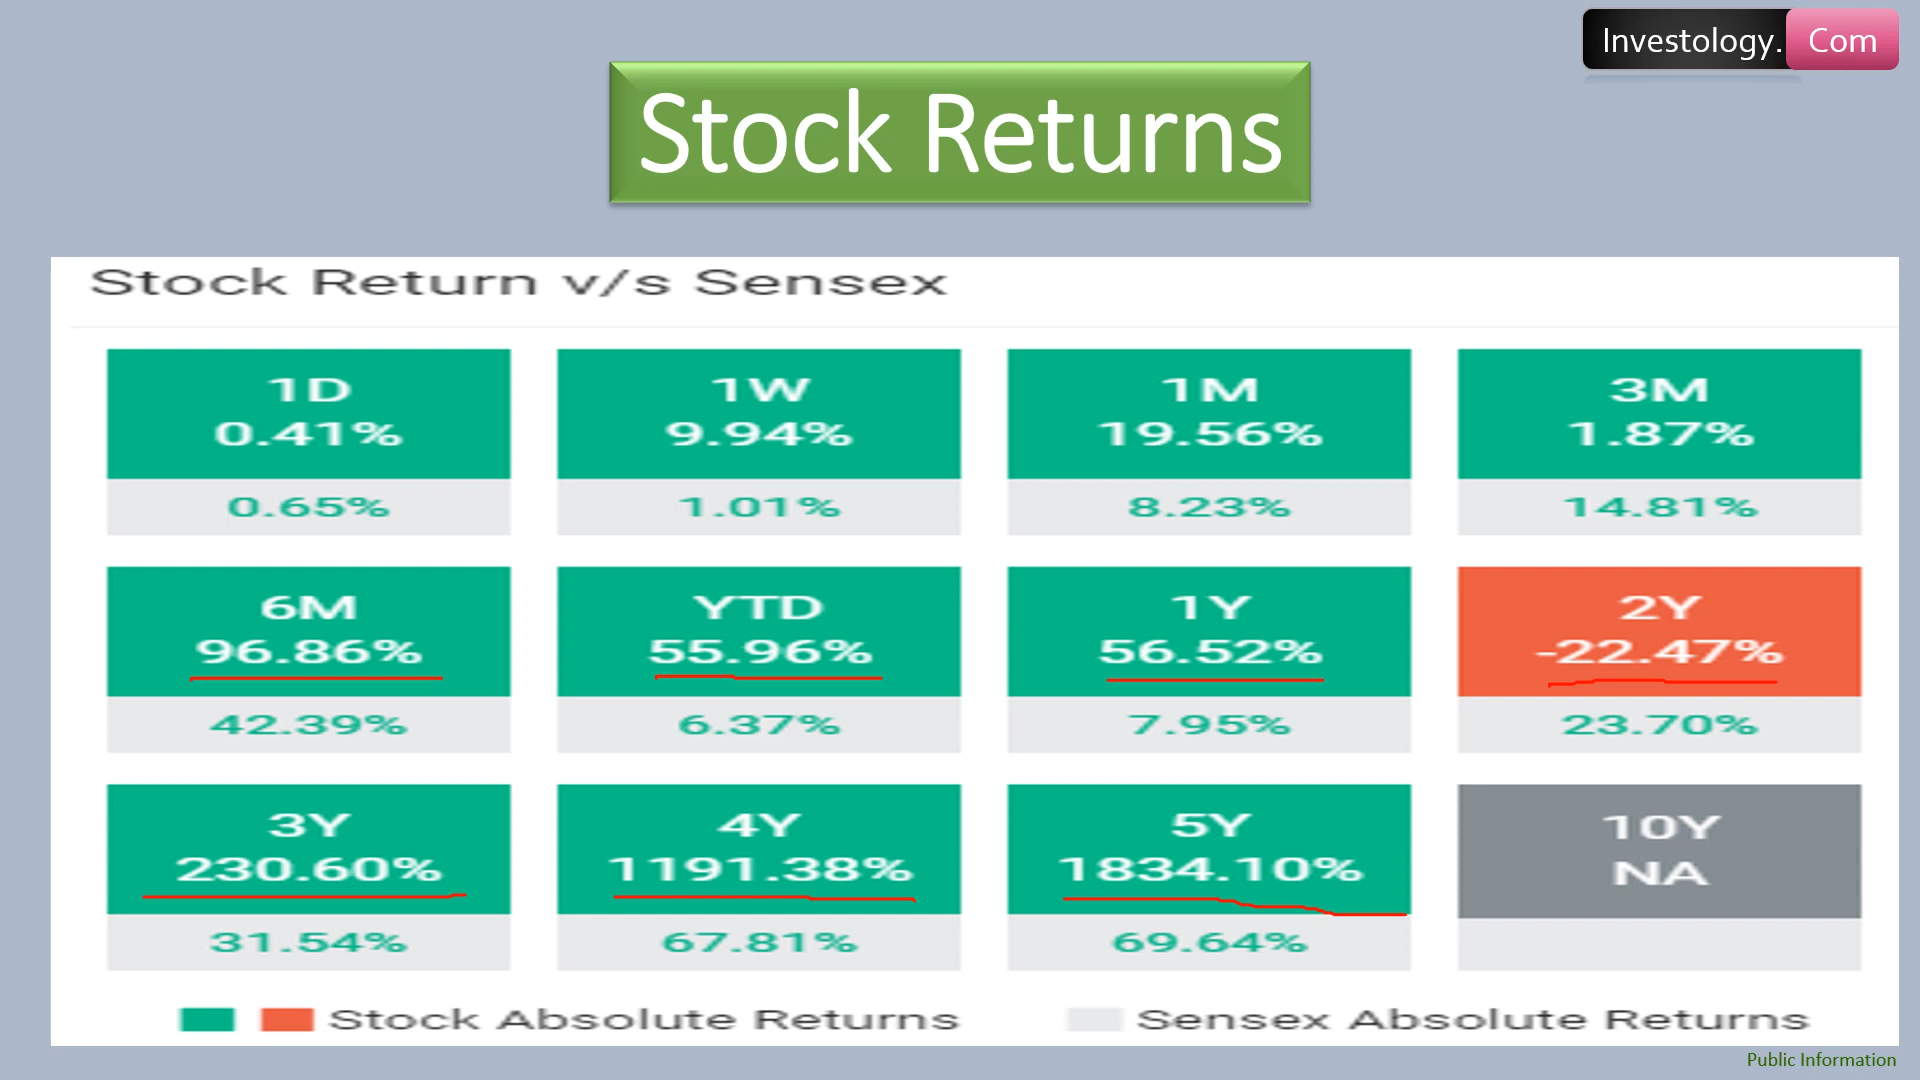 Investology. Com
Stock Returns
Stock Return v/s Sensex
1D 1W 1M 3M
0.41% 9.94% 19.56% 1.87%
0.65% 1.01% 8.23% 14.81%
6M YTD 1Y 2Y
96.86% 55.96% 56.52% -22.47%
42.39% 6.37% 7.95% 23.70%
3Y 4Y 5Y 10Y
230.60% 1191.38% 1834.10% NA
31.54% 67.81% 69.64%
Stock Absolute Returns Sensex Absolute Returns
Public Information